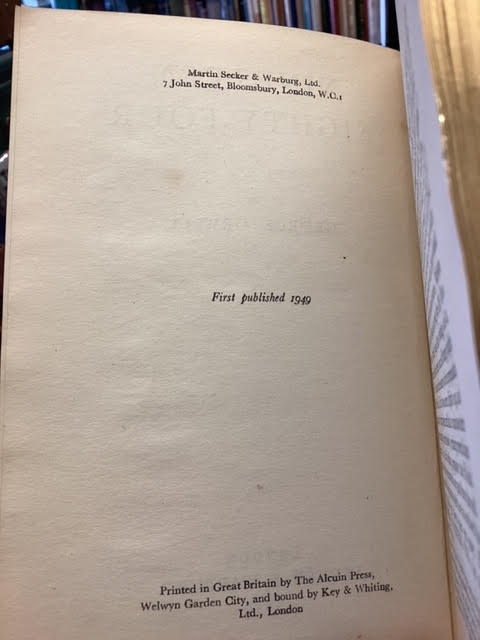 Martin Secker & Warburg, Ltd.
7 John Street, Bloomsbury, London, W.C.1
First published 1949
Printed in Great Britain by The Alcuin Press,
Welwyn Garden City, and bound by Key & Whiting,
Ltd., London